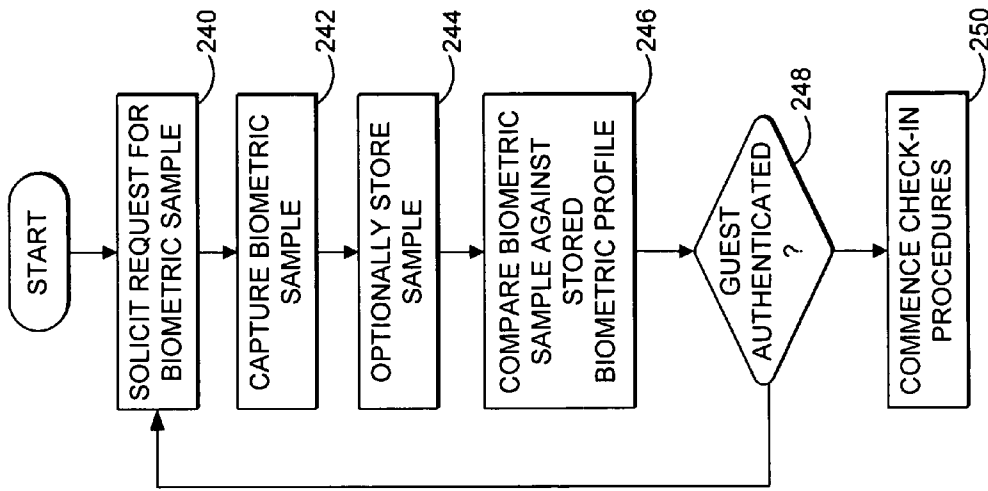 START
SOLICIT REQUEST FOR
BIOMETRIC SAMPLE
240
CAPTURE BIOMETRIC
SAMPLE
242
OPTIONALLY STORE
SAMPLE
244
COMPARE BIOMETRIC
SAMPLE AGAINST
STORED
BIOMETRIC PROFILE
246
GUEST
AUTHENTICATED
?
248
COMMENCE CHECK-IN
PROCEDURES
250